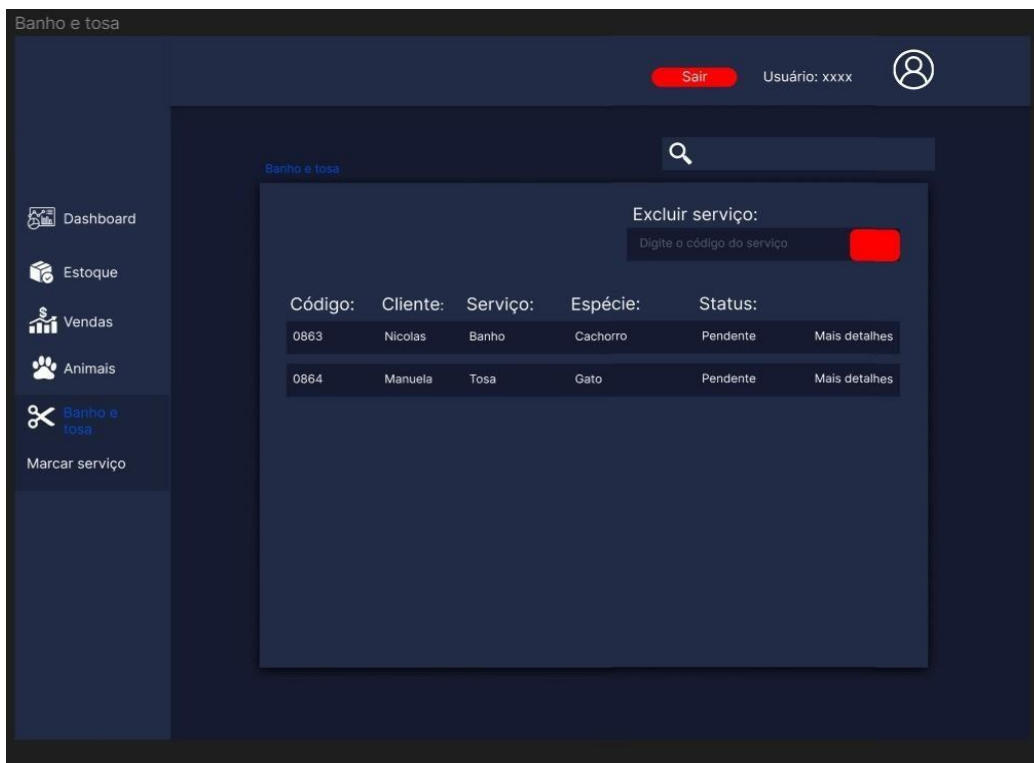 Banho e tosa
Sair
Usuário: xxxx
Banho e tosa
Dashboard
Estoque
Vendas
Animais
Banho e
tosa
Marcar serviço
Excluir serviço:
Digite o código do serviço
Código: Cliente: Serviço: Espécie: Status:
0863 Nicolas Banho Cachorro Pendente Mais detalhes
0864 Manuela Tosa Gato Pendente Mais detalhes